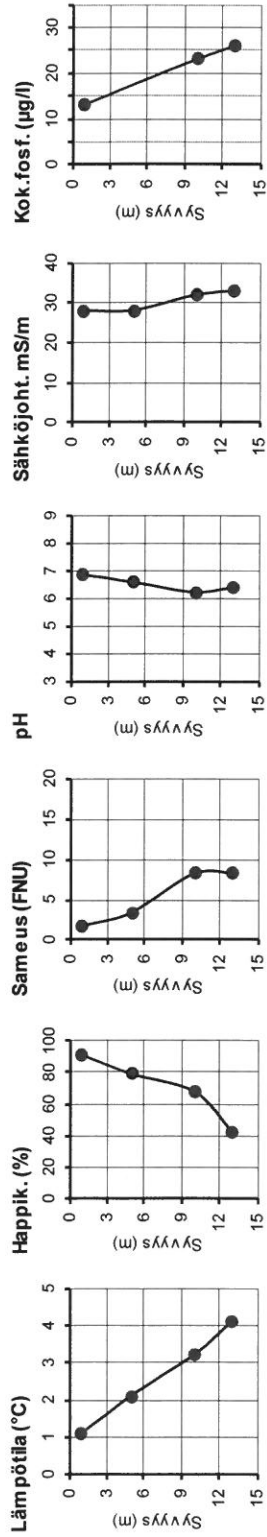 Lämpötila (°C)
0 1 2 3 4 5
0
3
6
9
12
15
Syvyys (m)
Happik. (%)
0 20 40 60 80 100
0
3
6
9
12
15
Syvyys (m)
Sameus (FNU)
0 5 10 15 20
0
3
6
9
12
15
Syvyys (m)
pH
3 4 5 6 7 8 9
0
3
6
9
12
15
Syvyys (m)
Sähköjoht. mS/m
0 10 20 30 40
0
3
6
9
12
15
Syvyys (m)
Kok.fosf. (µg/l)
0 10 20 30
0
3
6
9
12
15
Syvyys (m)